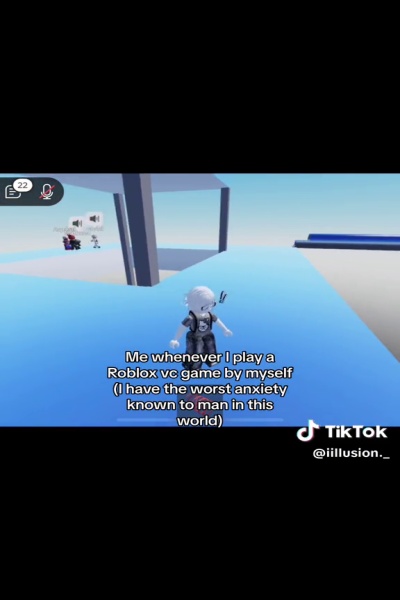 22
Me whenever I play a
Roblox vc game by myself
(I have the worst anxiety
known to man in this
world)
TikTok
@iillusion._